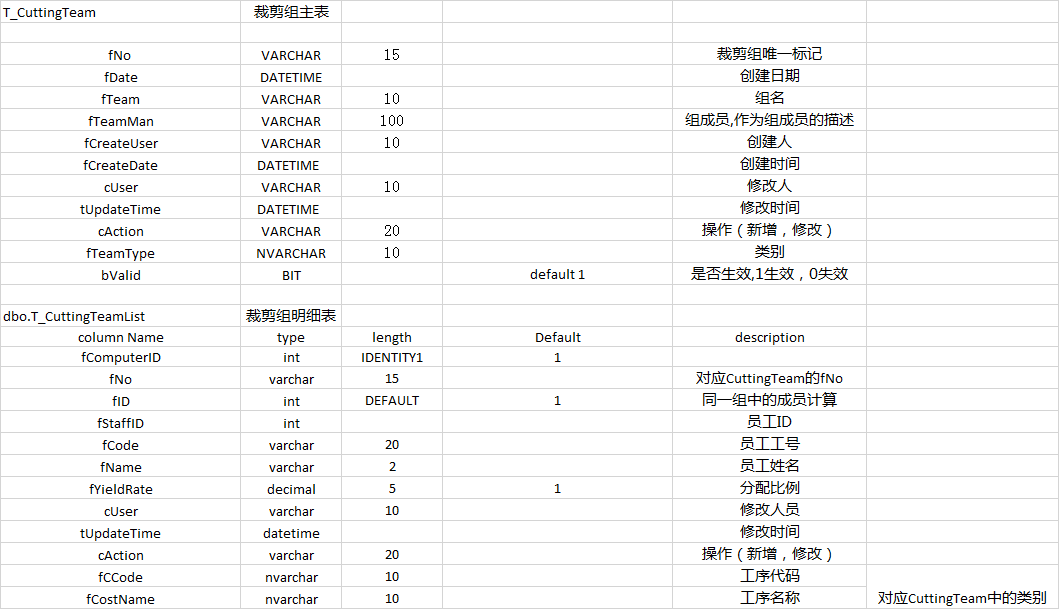 T_CuttingTeam 裁剪组主表
fNo VARCHAR 15 裁剪组唯一标记
fDate DATETIME 创建日期
fTeam VARCHAR 10 组名
fTeamMan VARCHAR 100 组成员,作为组成员的描述
fCreateUser VARCHAR 10 创建人
fCreateDate DATETIME 创建时间
cUser VARCHAR 10 修改人
tUpdateTime DATETIME 修改时间
cAction VARCHAR 20 操作（新增，修改）
fTeamType NVARCHAR 10 类别
bValid BIT default 1 是否生效,1生效，0失效
dbo.T_CuttingTeamList 裁剪组明细表
column Name type length Default description
fComputerID int IDENTITY1 1
fNo varchar 15 对应CuttingTeam的fNo
fID int DEFAULT 1 同一组中的成员计算
fStaffID int 员工ID
fCode varchar 20 员工工号
fName varchar 2 员工姓名
fYieldRate decimal 5 1 分配比例
cUser varchar 10 修改人员
tUpdateTime datetime 修改时间
cAction varchar 20 操作（新增，修改）
fCCode nvarchar 10 工序代码
fCostName nvarchar 10 工序名称 对应CuttingTeam中的类别